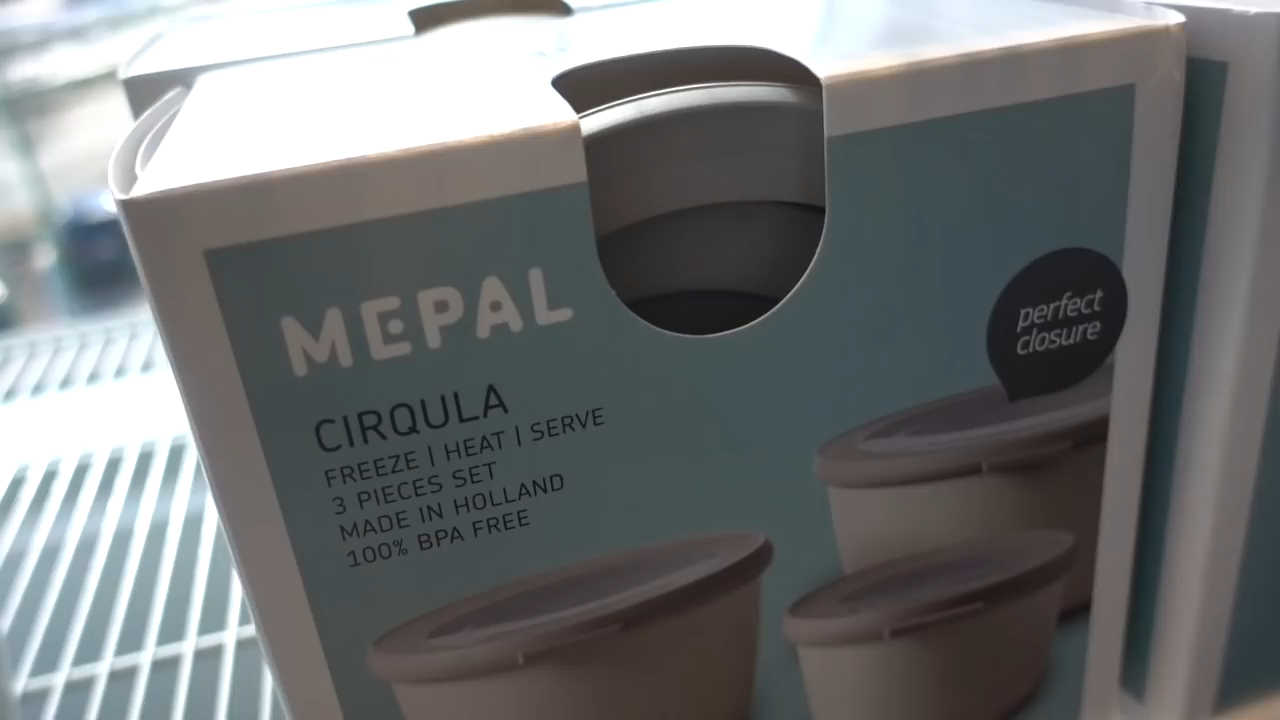 MEPAL
CIRQULA
FREEZE | HEAT | SERVE
3 PIECES SET
MADE IN HOLLAND
100% BPA FREE
perfect
closure